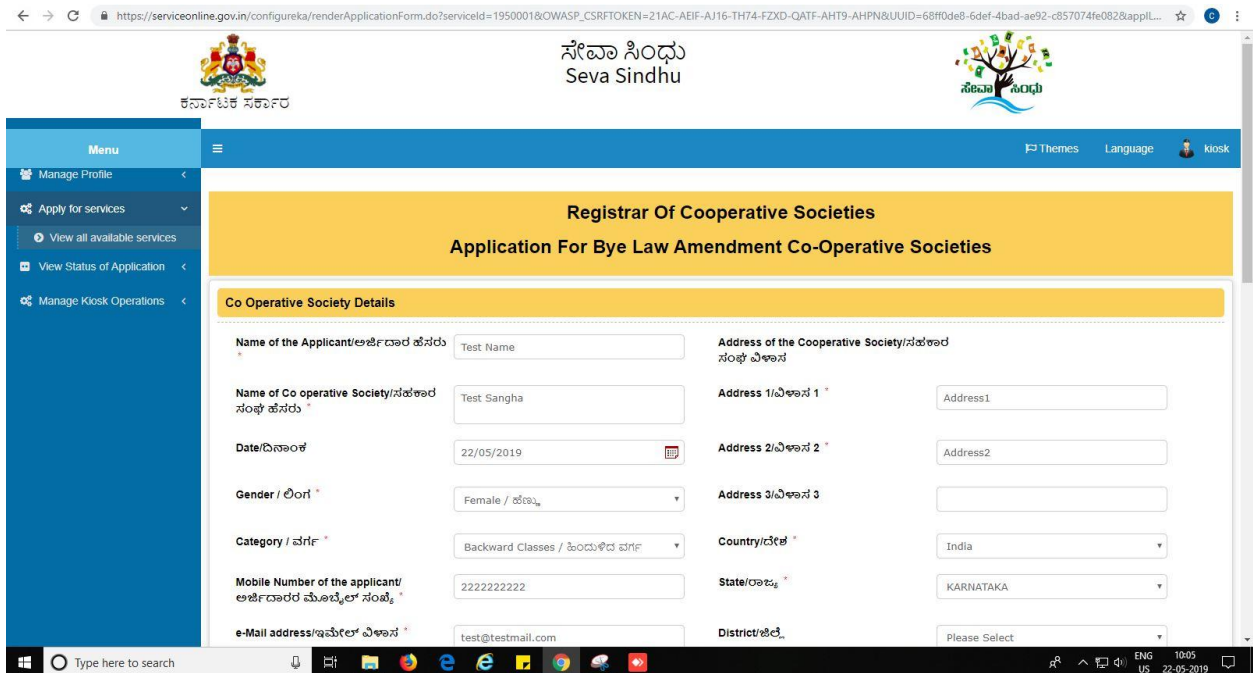 https://serviceonline.gov.in/configureka/renderApplicationForm.do?serviceId=1950001&OWASP_CSRFTOKEN=21AC-AEIF-AJ16-TH74-FZXD-QATF-AHT9-AHPN&UUID=68ff0de8-6def-4bad-ae92-c857074fe082&applL...
C
ಕರ್ನಾಟಕ ಸರ್ಕಾರ
ಸೇವಾ ಸಿಂಧು
Seva Sindhu
ಸೇವಾ ಸಿಂಧು
Menu
Themes
Language
kiosk
Manage Profile
Apply for services
View all available services
View Status of Application
Manage Kiosk Operations
Registrar Of Cooperative Societies
Application For Bye Law Amendment Co-Operative Societies
Co Operative Society Details
Name of the Applicant/ಅರ್ಜಿದಾರ ಹೆಸರು
*
Test Name
Address of the Cooperative Society/ಸಹಕಾರ
ಸಂಘ ವಿಳಾಸ
Name of Co operative Society/ಸಹಕಾರ
ಸಂಘ ಹೆಸರು *
Test Sangha
Address 1/ವಿಳಾಸ 1 *
Address1
Date/ದಿನಾಂಕ
22/05/2019
Address 2/ವಿಳಾಸ 2 *
Address2
Gender / ಲಿಂಗ *
Female / ಹೆಣ್ಣು
Address 3/ವಿಳಾಸ 3
Category / ವರ್ಗ *
Backward Classes / ಹಿಂದುಳಿದ ವರ್ಗ
Country/ದೇಶ *
India
Mobile Number of the applicant/
ಅರ್ಜಿದಾರರ ಮೊಬೈಲ್ ಸಂಖ್ಯೆ *
2222222222
State/ರಾಜ್ಯ *
KARNATAKA
e-Mail address/ಇಮೇಲ್ ವಿಳಾಸ *
test@testmail.com
District/ಜಿಲ್ಲೆ
Please Select
Type here to search
ENG
US
10:05
22-05-2019